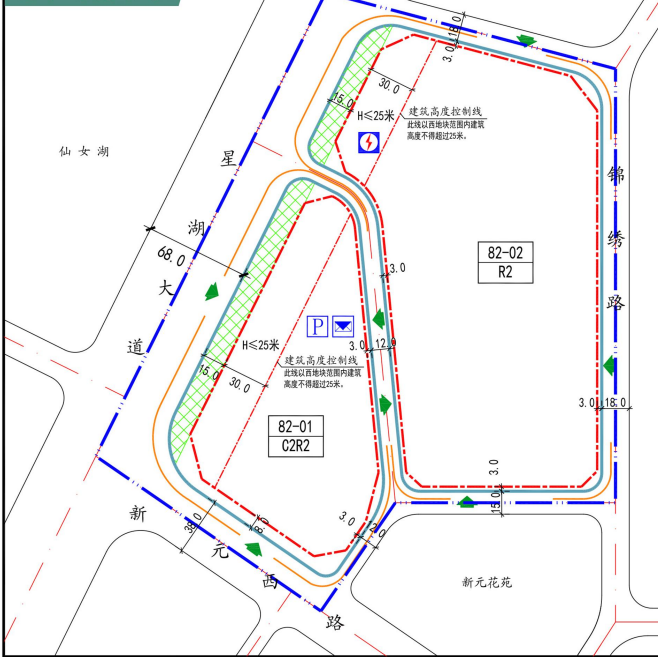 18.0
3.0
30.0
15.0
H≤25米
建筑高度控制线
此线以西地块范围内建筑
高度不得超过25米。
仙女湖
星湖大道
锦绣路
68.0
82-02
R2
3.0
P
3.0
12.0
H≤25米
建筑高度控制线
此线以西地块范围内建筑
高度不得超过25米。
15.0
30.0
82-01
C2R2
3.0
18.0
3.0
15.0
新元西路
38.0
8.0
3.0
12.0
新元花苑